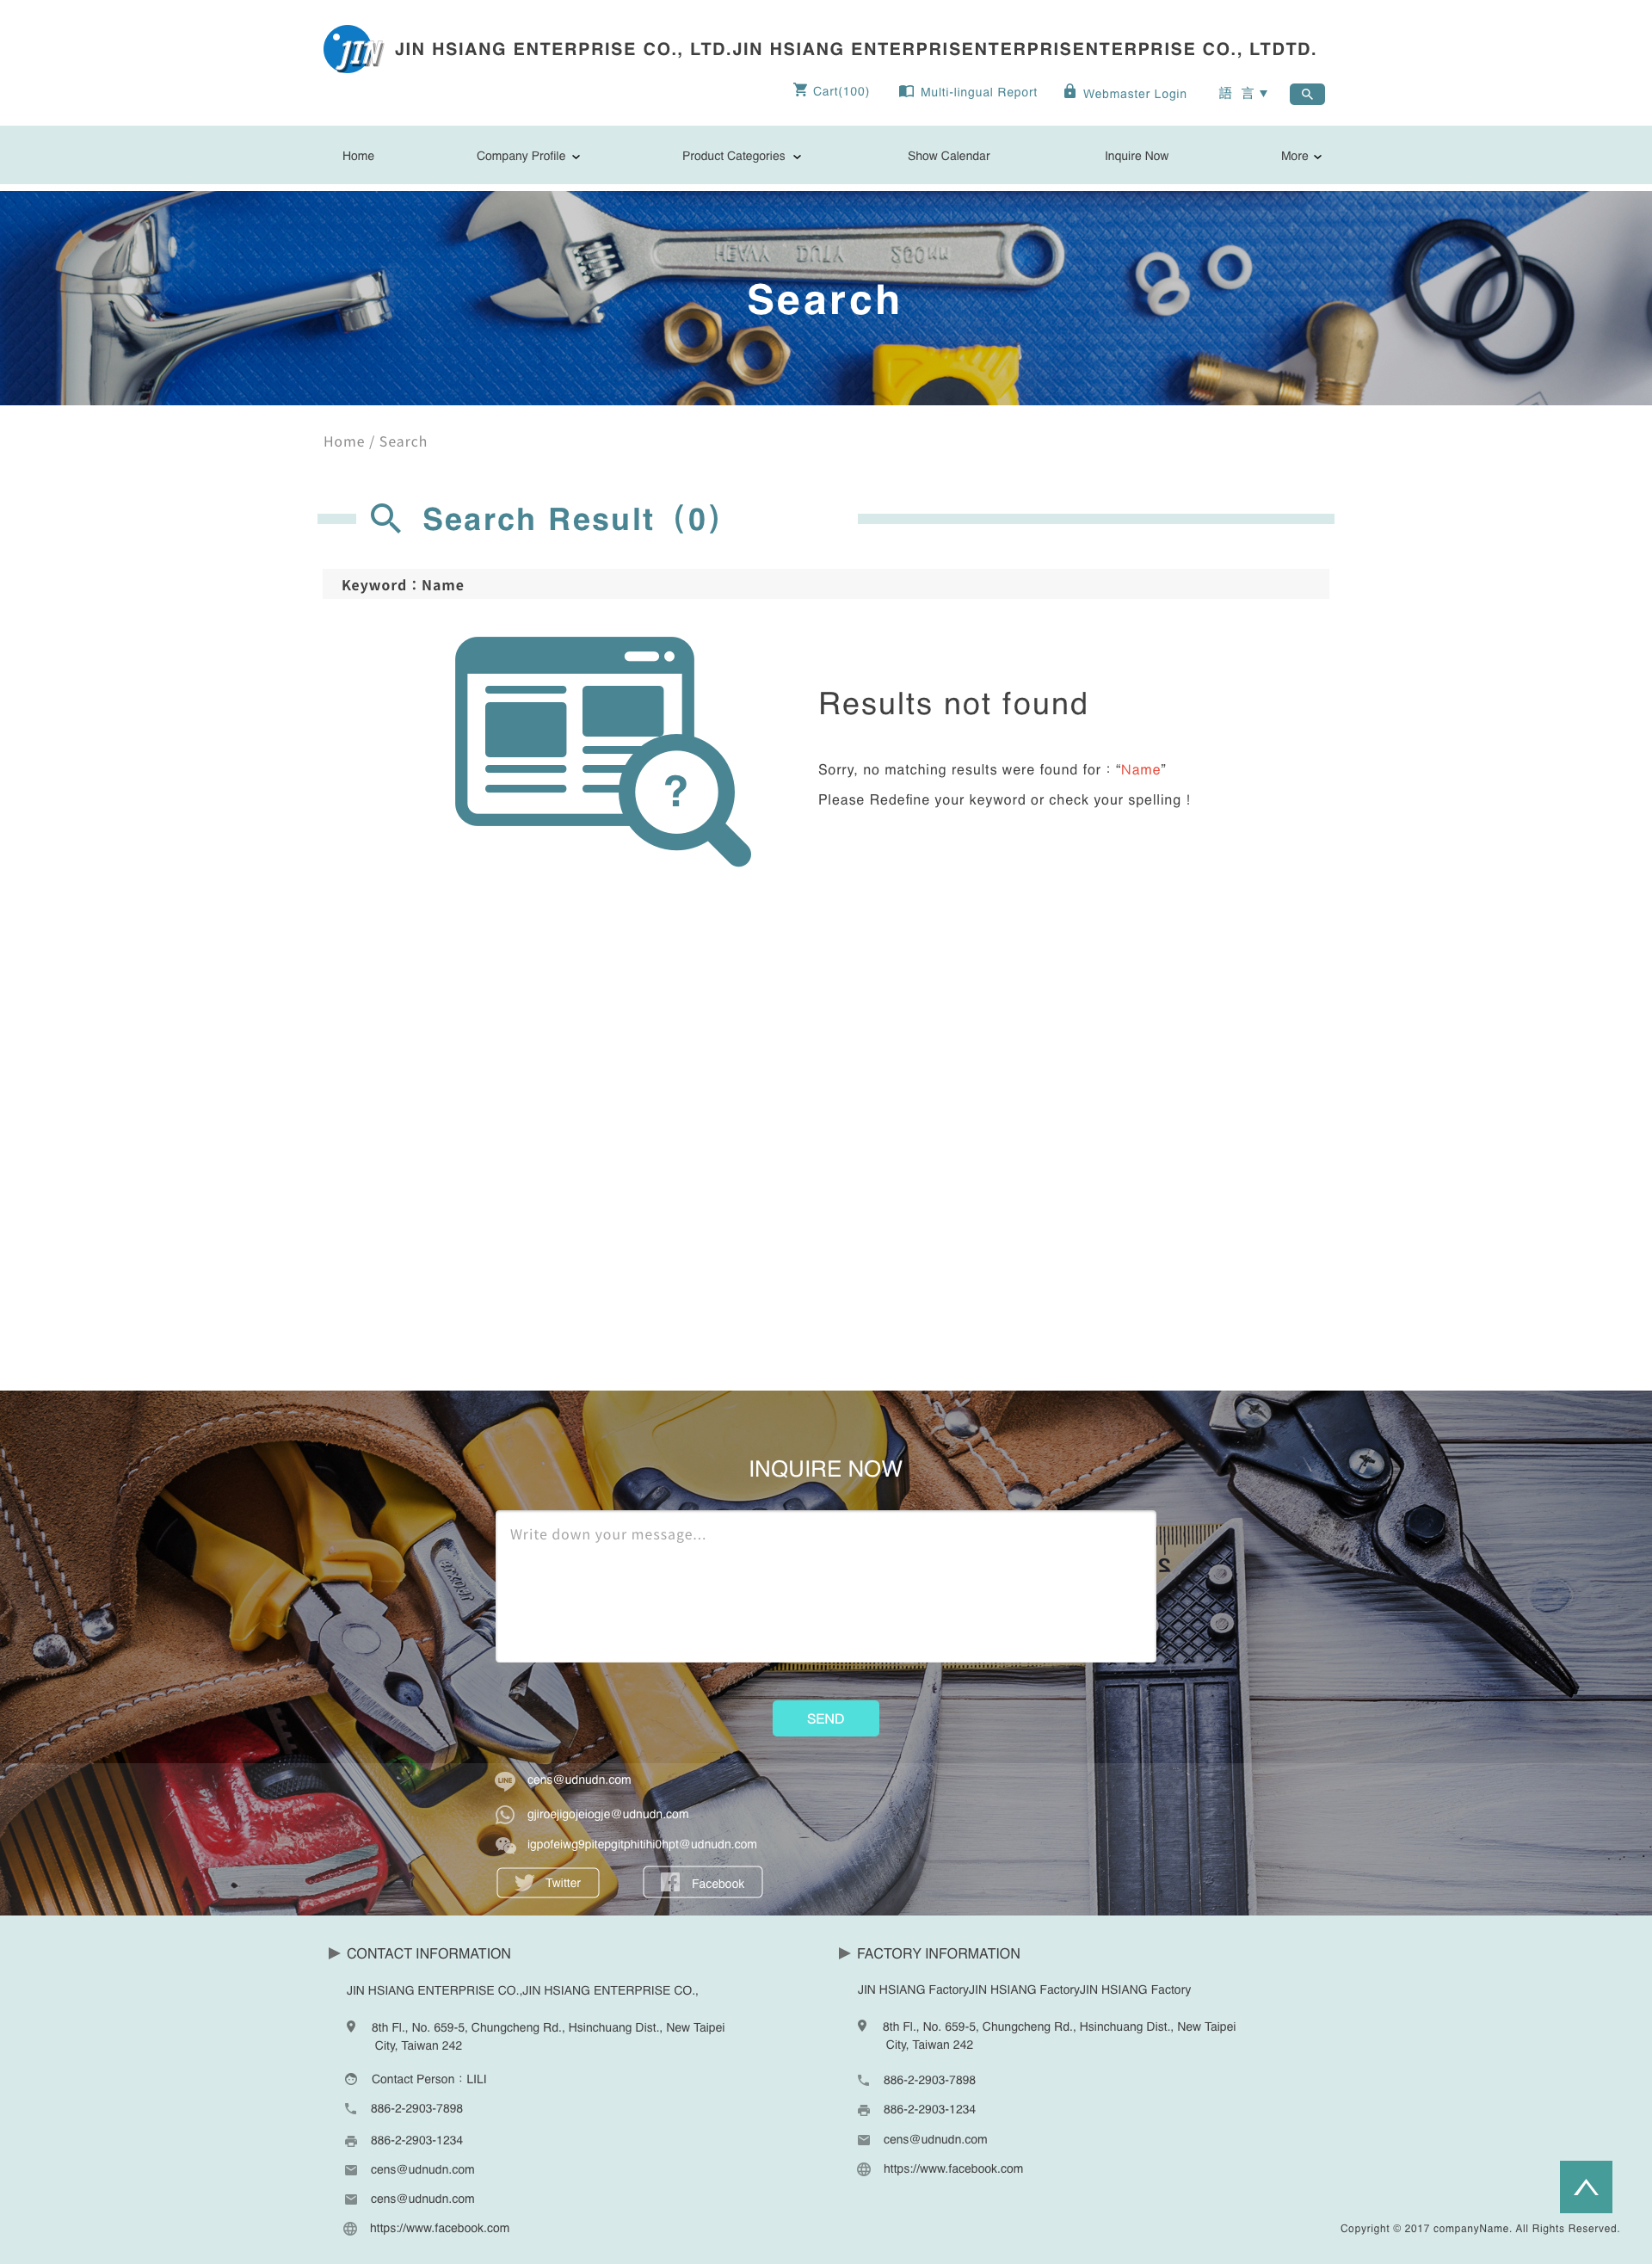 JIN
JIN HSIANG ENTERPRISE CO., LTD.JIN HSIANG ENTERPRISENTERPRISENTERPRISE CO., LTDTD.
Cart(100) Multi-lingual Report Webmaster Login 語 言 ▼
Home Company Profile Product Categories Show Calendar Inquire Now More
HEAVY DUTY
Search
Home / Search
Search Result（0）
Keyword：Name
?
Results not found
Sorry, no matching results were found for：“Name”
Please Redefine your keyword or check your spelling !
INQUIRE NOW
Write down your message...
2
SEND
LINE cens@udnudn.com
gjiroejigojeiogje@udnudn.com
igpofeiwg9pitepgitphitihi0hpt@udnudn.com
Twitter Facebook
CONTACT INFORMATION
JIN HSIANG ENTERPRISE CO.,JIN HSIANG ENTERPRISE CO.,
8th Fl., No. 659-5, Chungcheng Rd., Hsinchuang Dist., New Taipei
City, Taiwan 242
Contact Person：LILI
886-2-2903-7898
886-2-2903-1234
cens@udnudn.com
cens@udnudn.com
https://www.facebook.com
FACTORY INFORMATION
JIN HSIANG FactoryJIN HSIANG FactoryJIN HSIANG Factory
8th Fl., No. 659-5, Chungcheng Rd., Hsinchuang Dist., New Taipei
City, Taiwan 242
886-2-2903-7898
886-2-2903-1234
cens@udnudn.com
https://www.facebook.com
Copyright © 2017 companyName. All Rights Reserved.